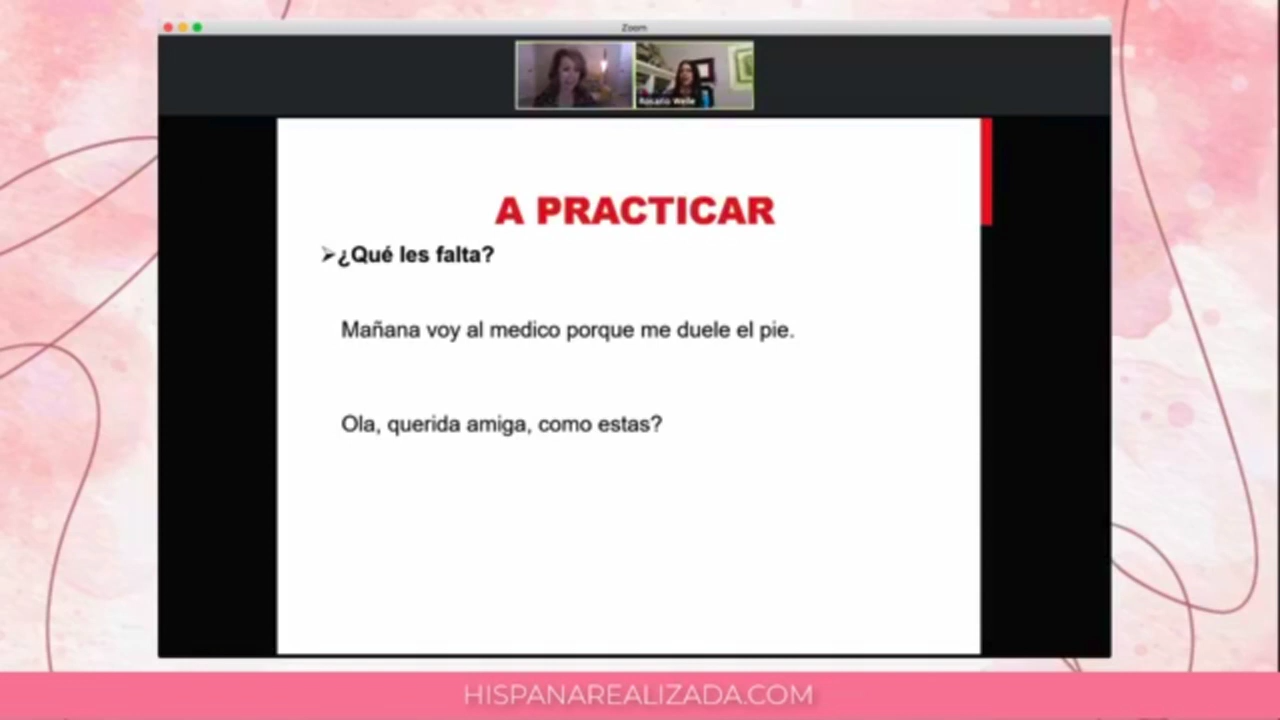 Zoom
Rosario Welle
A PRACTICAR
➢¿Qué les falta?
Mañana voy al medico porque me duele el pie.
Ola, querida amiga, como estas?
HISPANAREALIZADA.COM